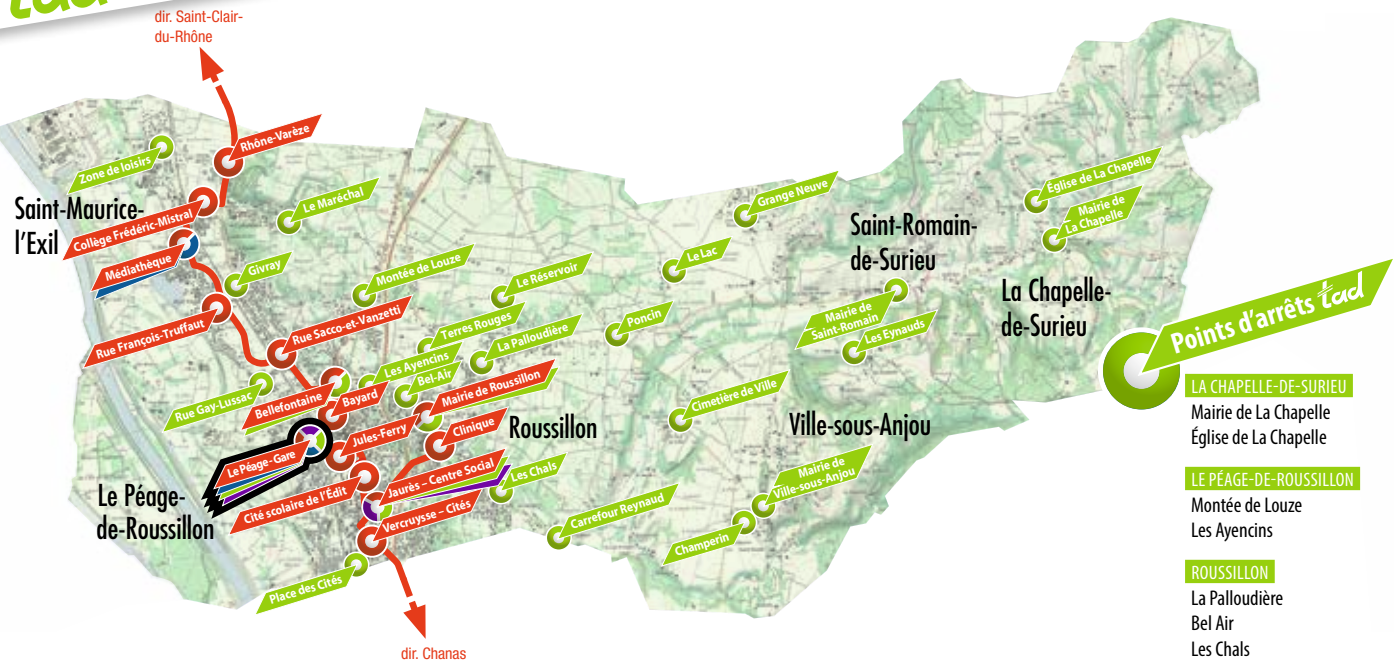 tad
dir. Saint-Clair-
du-Rhône
Rhône-Varèze
Zone de loisirs
Saint-Maurice-
l'Exil
Collège Frédéric-Mistral
Le Maréchal
Médiathèque
Givray
Montée de Louze
Le Réservoir
Le Lac
Grange Neuve
Église de La Chapelle
Mairie de
La Chapelle
Saint-Romain-
de-Surieu
La Chapelle-
de-Surieu
Rue François-Truffaut
Rue Sacco-et-Vanzetti
Terres Rouges
La Palloudière
Poncin
Mairie de
Saint-Romain
Les Eynauds
Rue Gay-Lussac
Les Ayencins
Bel-Air
Bellefontaine
Bayard
Mairie de Roussillon
Cimetière de Ville
Ville-sous-Anjou
Jules-Ferry
Clinique
Roussillon
Le Péage-Gare
Le Péage-
de-Roussillon
Cité scolaire de l'Édit
Jaurès – Centre Social
Les Chals
Vercruysse – Cités
Carrefour Reynaud
Mairie de
Ville-sous-Anjou
Champerin
Place des Cités
dir. Chanas
Points d'arrêts tad
LA CHAPELLE-DE-SURIEU
Mairie de La Chapelle
Église de La Chapelle
LE PÉAGE-DE-ROUSSILLON
Montée de Louze
Les Ayencins
ROUSSILLON
La Palloudière
Bel Air
Les Chals